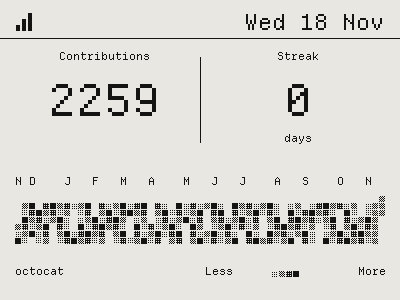 Wed 18 Nov
Contributions Streak
2259 0
days
N D J F M A M J J A S O N
octocat Less More